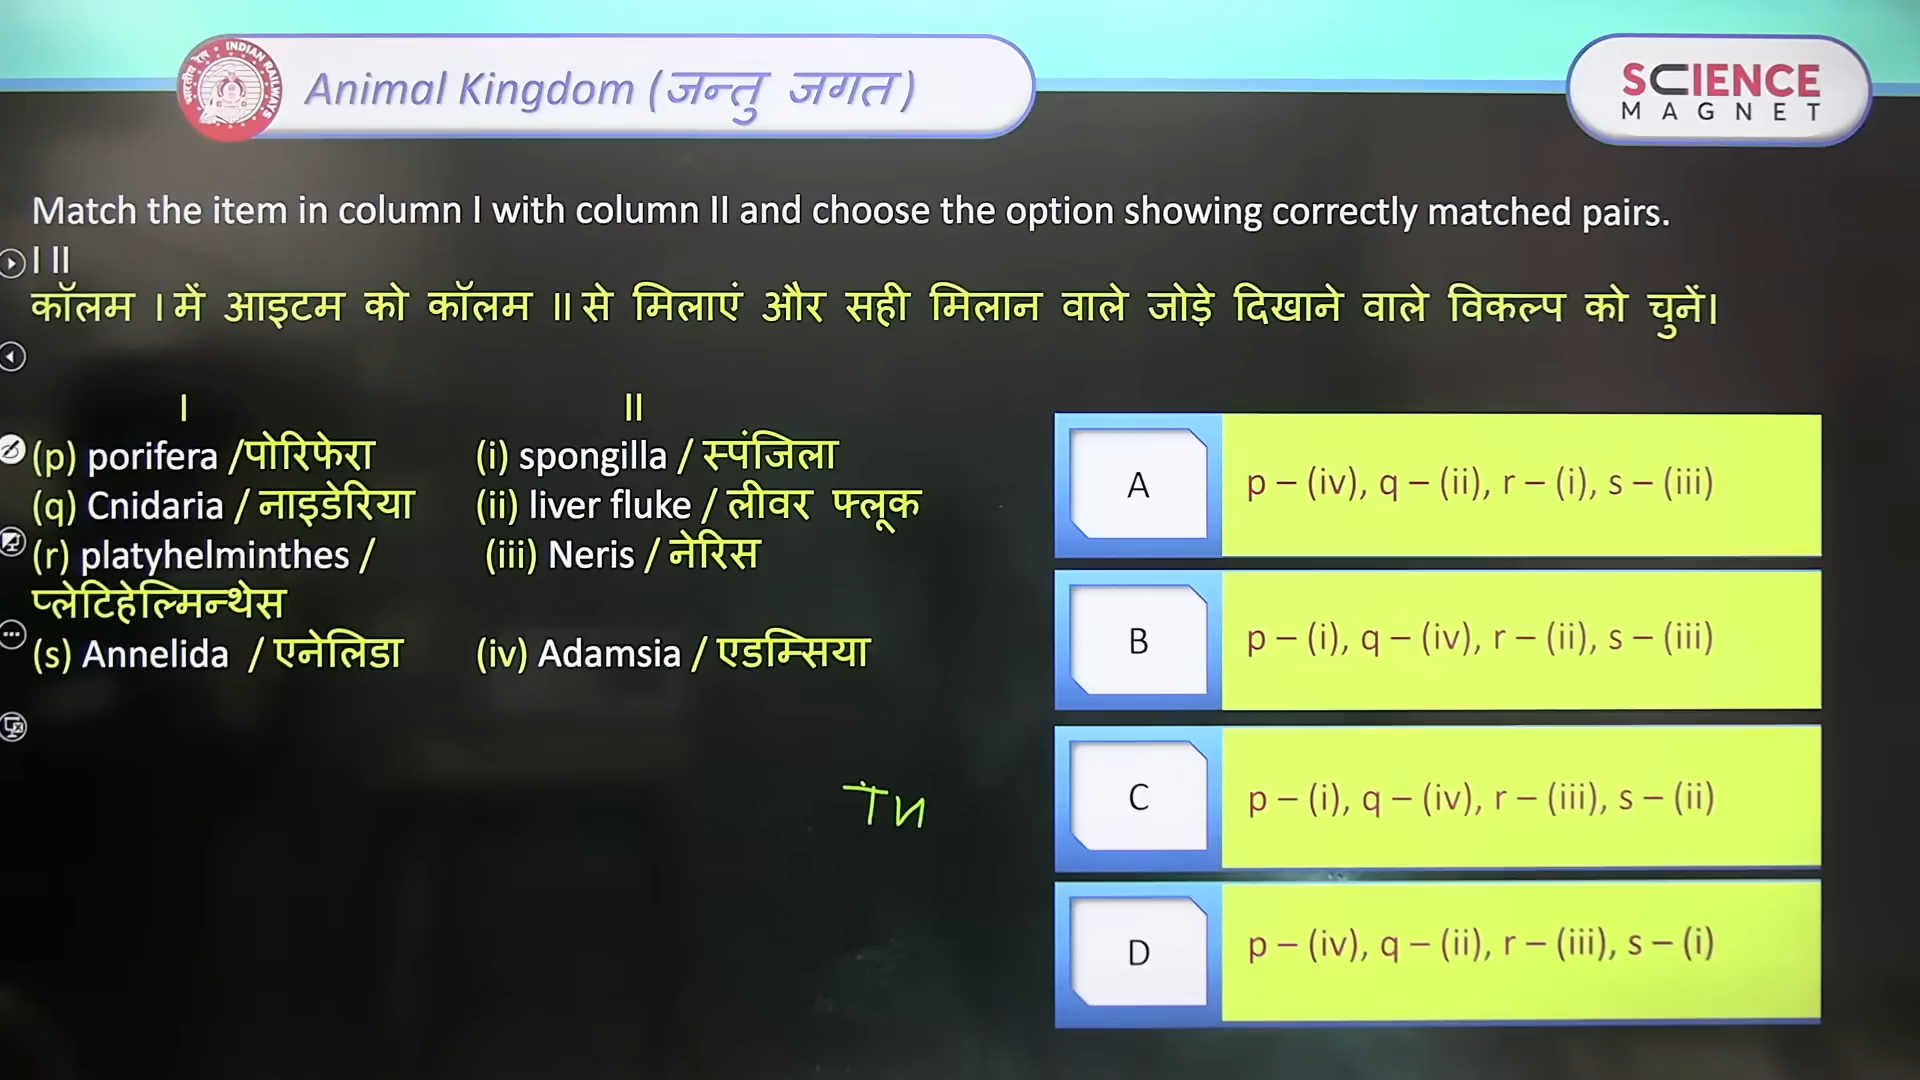 भारतीय रेल • INDIAN RAILWAYS
Animal Kingdom (जन्तु जगत)
SCIENCE
MAGNET
Match the item in column I with column II and choose the option showing correctly matched pairs.
I II
कॉलम I में आइटम को कॉलम II से मिलाएं और सही मिलान वाले जोड़े दिखाने वाले विकल्प को चुनें।
I II
(p) porifera /पोरिफेरा (i) spongilla / स्पंजिला
(q) Cnidaria / नाइडेरिया (ii) liver fluke / लीवर फ्लूक
(r) platyhelminthes / (iii) Neris / नेरिस
प्लेटिहेल्मिन्थेस
(s) Annelida / एनेलिडा (iv) Adamsia / एडम्सिया
A p – (iv), q – (ii), r – (i), s – (iii)
B p – (i), q – (iv), r – (ii), s – (iii)
C p – (i), q – (iv), r – (iii), s – (ii)
D p – (iv), q – (ii), r – (iii), s – (i)